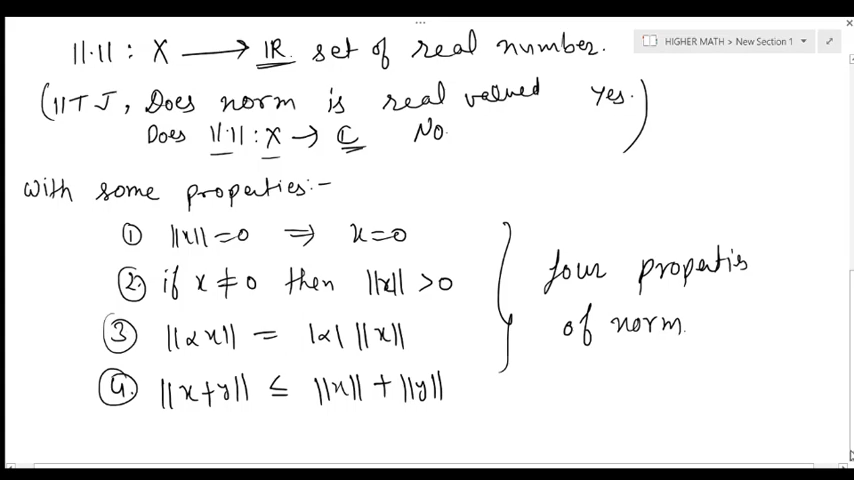 ||·|| : X ⟶ IR. set of real number.
HIGHER MATH > New Section 1
(IITJ, Does norm is real valued Yes.)
Does ||·|| : X → ℂ No.
with some properties:-
① ||x|| = 0 ⇒ x = 0
② if x ≠ 0 then ||x|| > 0
③ ||αx|| = |α| ||x||
④. ||x+y|| ≤ ||x|| + ||y||
four properties
of norm.